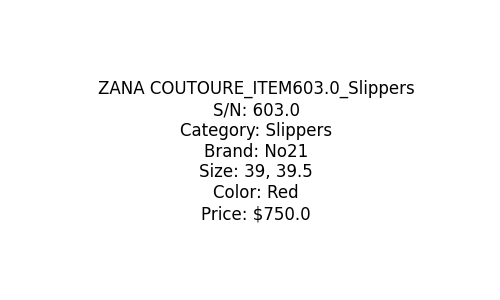 ZANA COUTOURE_ITEM603.0_Slippers
S/N: 603.0
Category: Slippers
Brand: No21
Size: 39, 39.5
Color: Red
Price: $750.0